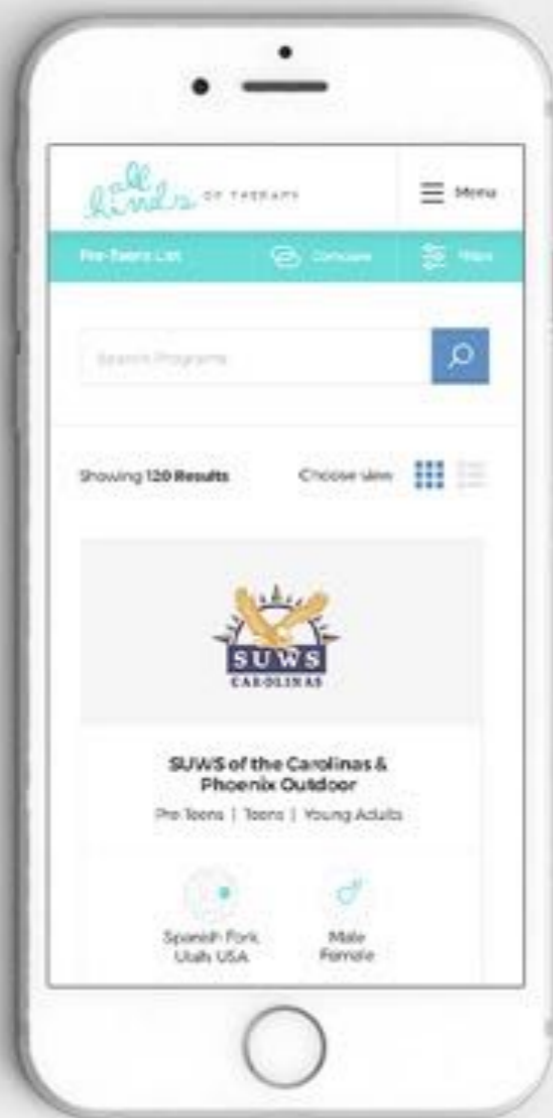 all kinds OF THERAPY
Menu
Pre-Teens List
Compare
Filters
Search Programs
Showing 120 Results
Choose view
SUWS
CAROLINAS
SUWS of the Carolinas &
Phoenix Outdoor
Pre Teens | Teens | Young Adults
Spanish Fork
Utah USA
Male
Female